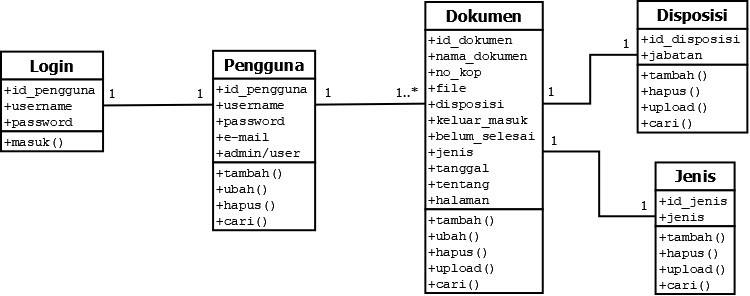 Login
+id_pengguna
+username
+password
+masuk()
1
1
Pengguna
+id_pengguna
+username
+password
+e-mail
+admin/user
+tambah()
+ubah()
+hapus()
+cari()
1
1..*
Dokumen
+id_dokumen
+nama_dokumen
+no_kop
+file
+disposisi
+keluar_masuk
+belum_selesai
+jenis
+tanggal
+tentang
+halaman
+tambah()
+ubah()
+hapus()
+upload()
+cari()
1
1
Disposisi
+id_disposisi
+jabatan
+tambah()
+hapus()
+upload()
+cari()
1
1
Jenis
+id_jenis
+jenis
+tambah()
+hapus()
+upload()
+cari()